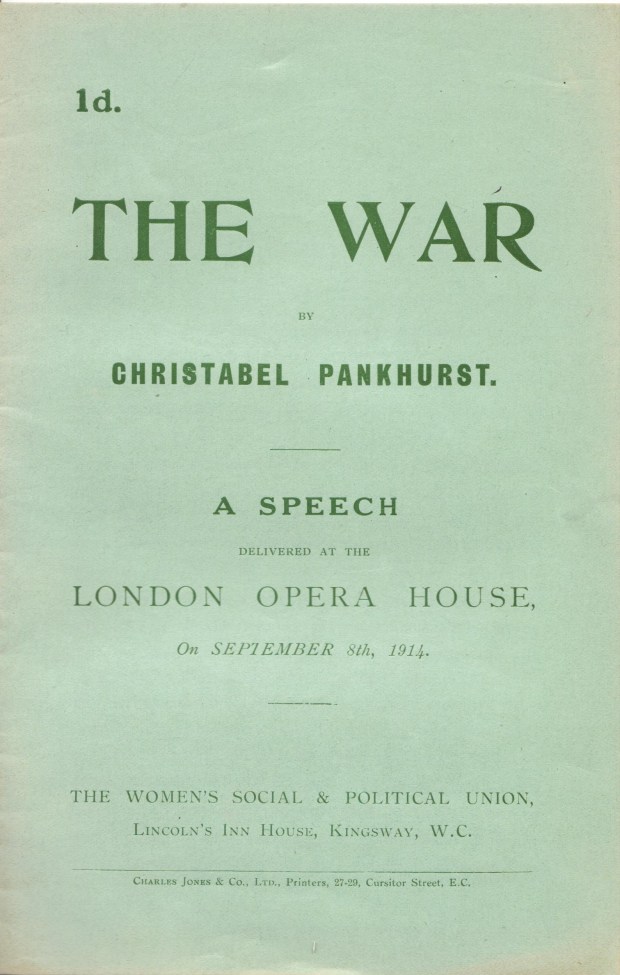 1d.
THE WAR
BY
CHRISTABEL PANKHURST.
A SPEECH
DELIVERED AT THE
LONDON OPERA HOUSE,
On SEPTEMBER 8th, 1914.
THE WOMEN'S SOCIAL & POLITICAL UNION,
LINCOLN'S INN HOUSE, KINGSWAY, W.C.
CHARLES JONES & CO., LTD., Printers, 27-29, Cursitor Street, E.C.